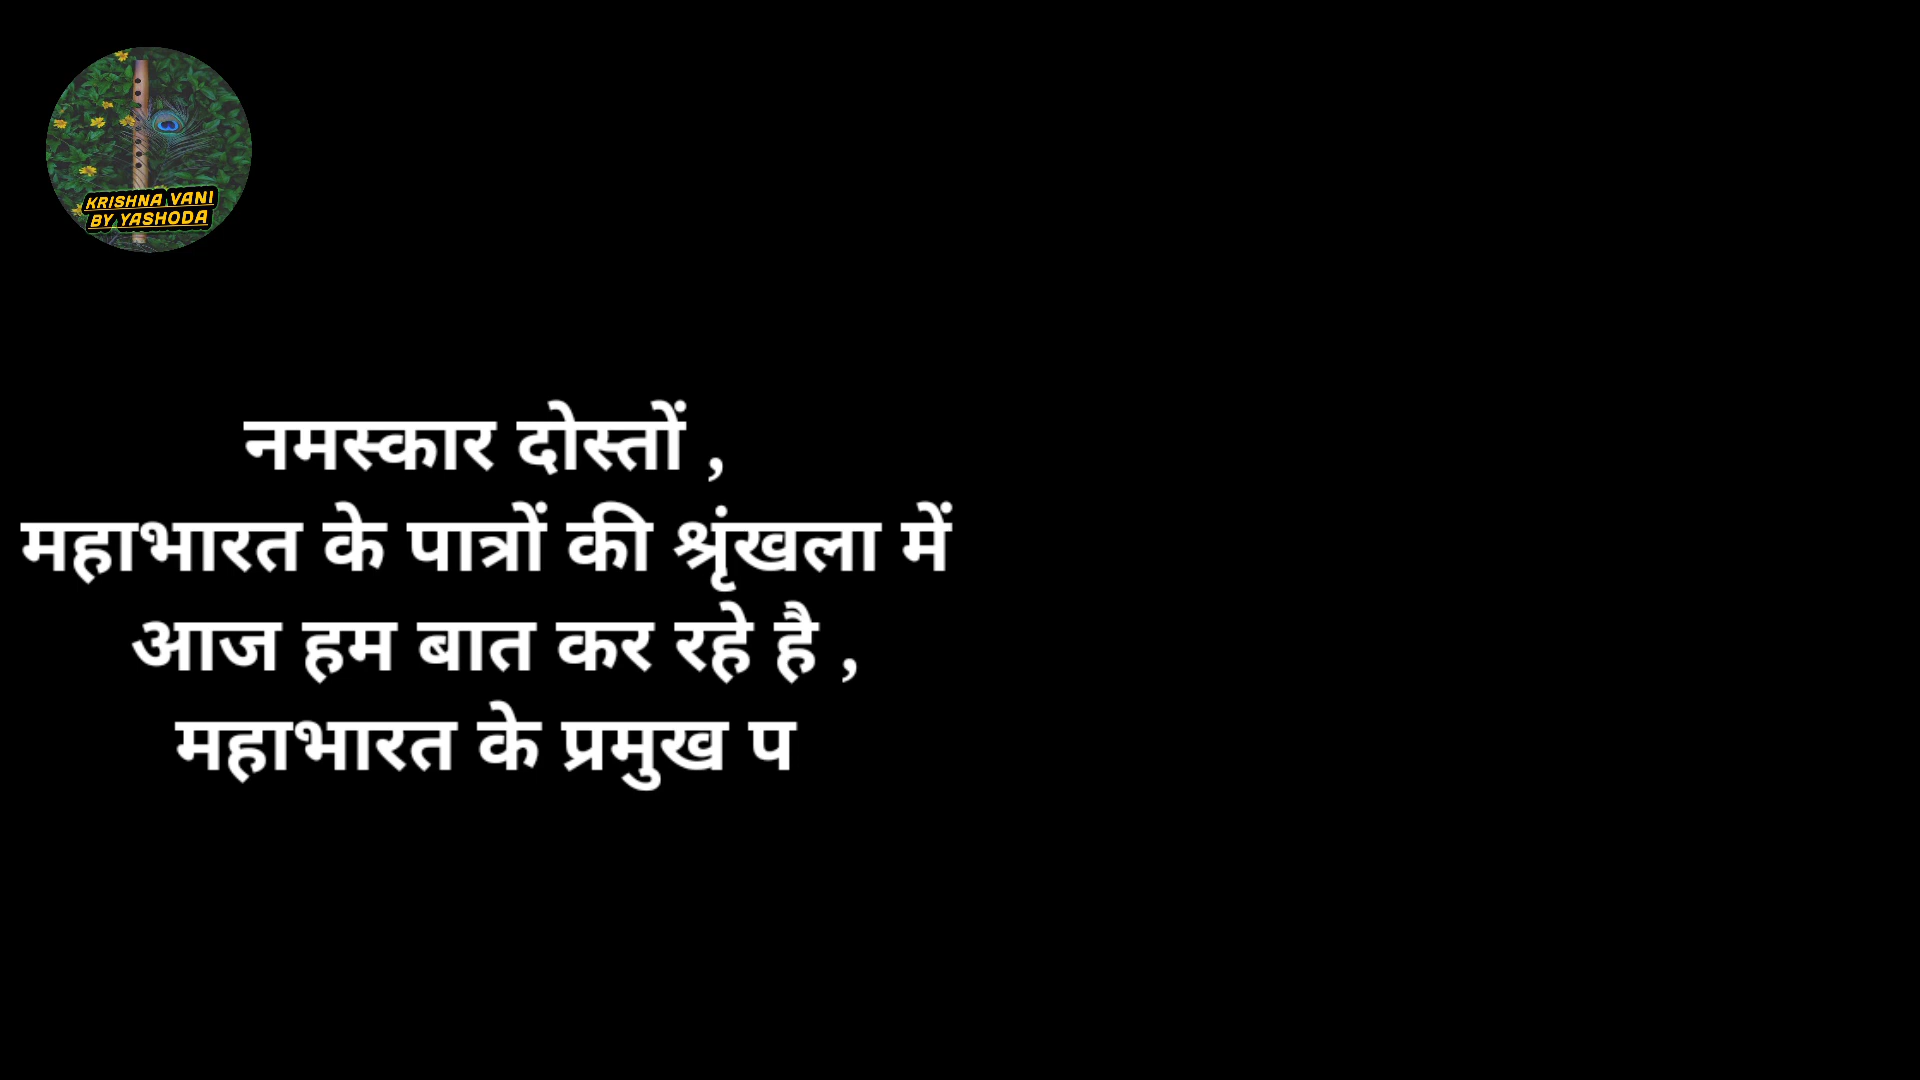 KRISHNA VANI
BY YASHODA
नमस्कार दोस्तों ,
महाभारत के पात्रों की श्रृंखला में
आज हम बात कर रहे है ,
महाभारत के प्रमुख प